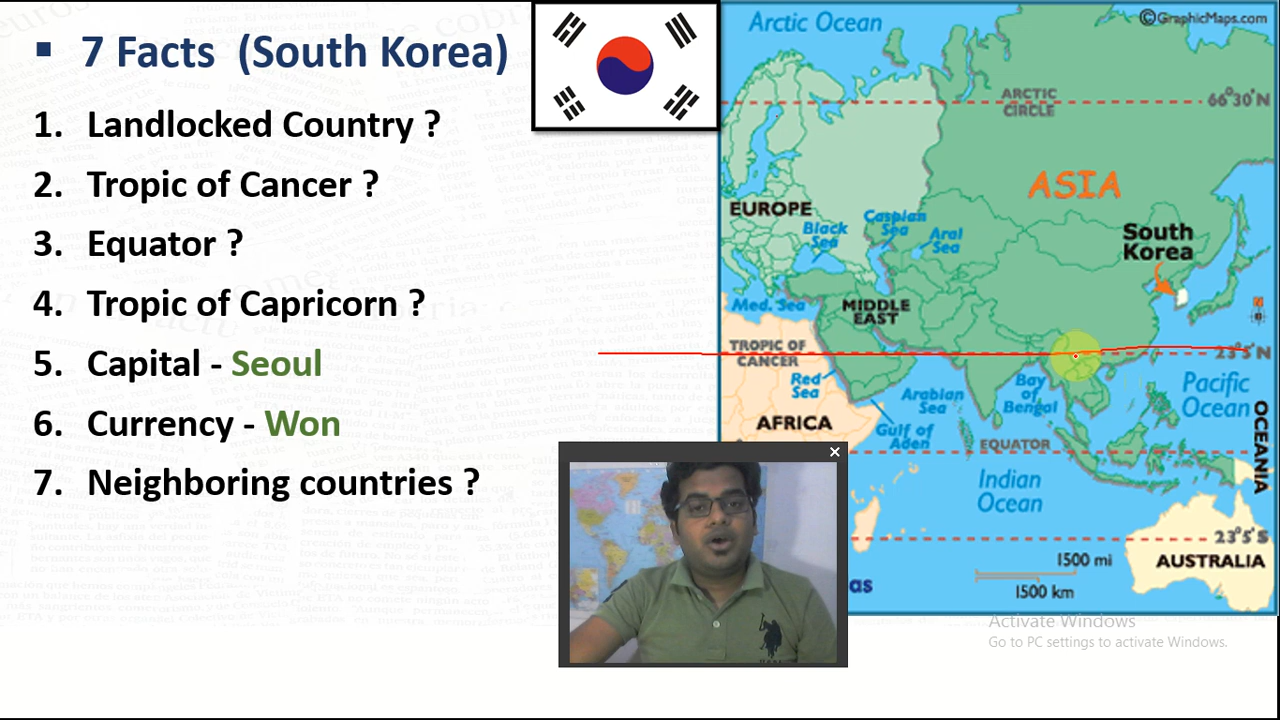 ▪ 7 Facts (South Korea)
1. Landlocked Country ?
2. Tropic of Cancer ?
3. Equator ?
4. Tropic of Capricorn ?
5. Capital - Seoul
6. Currency - Won
7. Neighboring countries ?
©GraphicMaps.com
Arctic Ocean
ARCTIC
CIRCLE
66°30'N
ASIA
EUROPE
Black
Sea
Caspian
Sea
Aral
Sea
South
Korea
Med. Sea
MIDDLE
EAST
TROPIC OF
CANCER
23°5'N
Red
Sea
Arabian
Sea
Bay
of
Bengal
Pacific
Ocean
AFRICA
Gulf of
Aden
EQUATOR
OCEANIA
Indian
Ocean
23°5'S
1500 mi
1500 km
AUSTRALIA
as
Activate Windows
Go to PC settings to activate Windows.